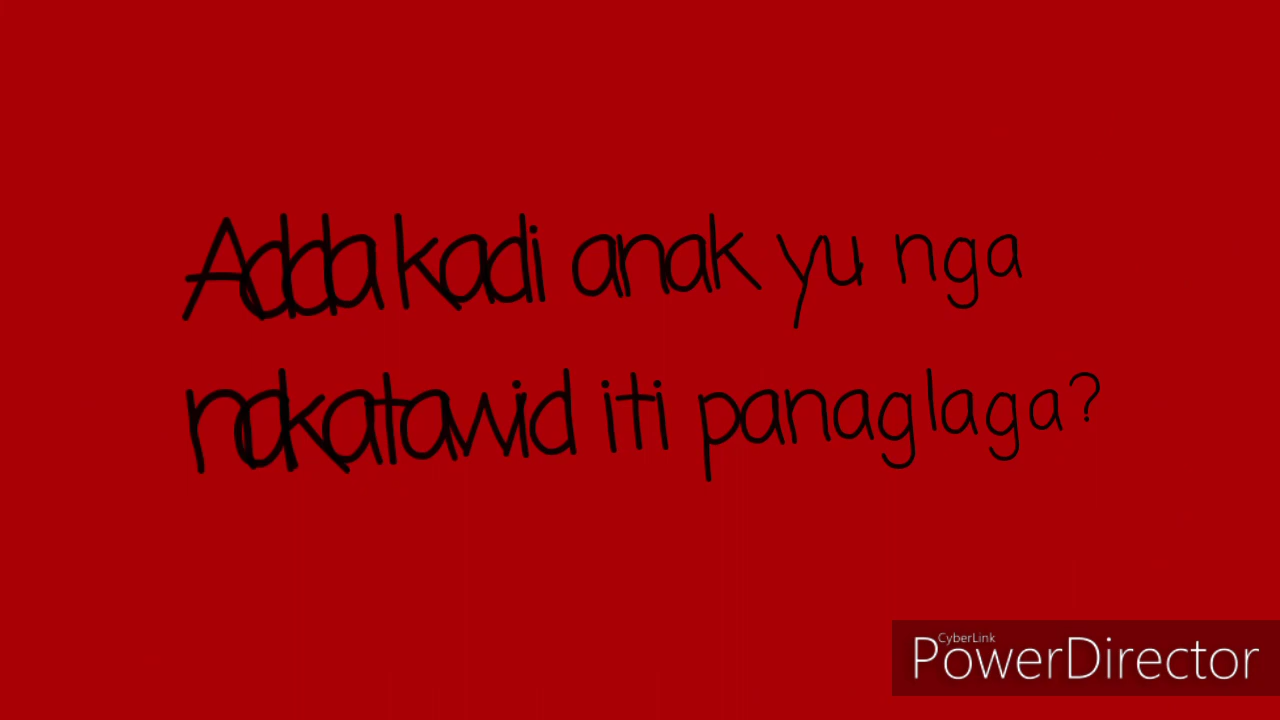 Adda kadi anak yu nga
nakatawid iti panaglaga?
CyberLink
PowerDirector